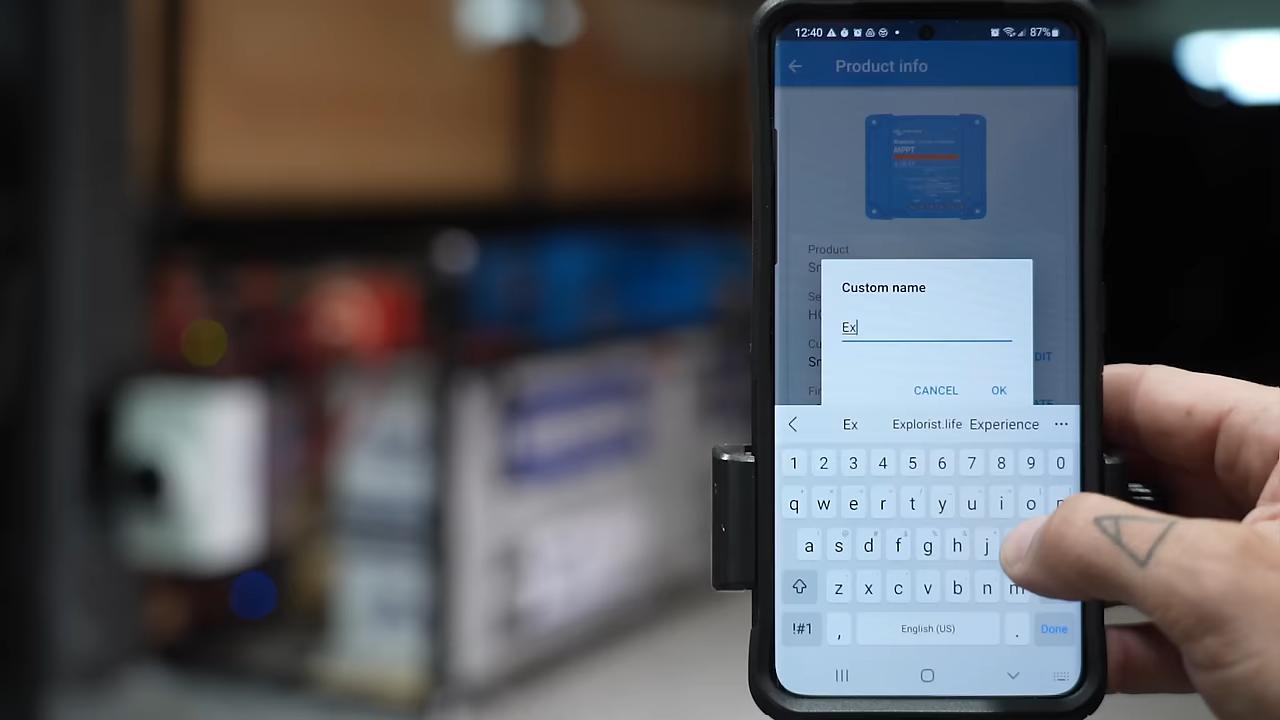 12:40 87%
Product info
MPPT
Product
Custom name
Ex
CANCEL OK
Ex Explorist.life Experience ...
1 2 3 4 5 6 7 8 9 0
q w e r t y u i o p
a s d f g h j
z x c v b n m
!#1 , English (US) . Done